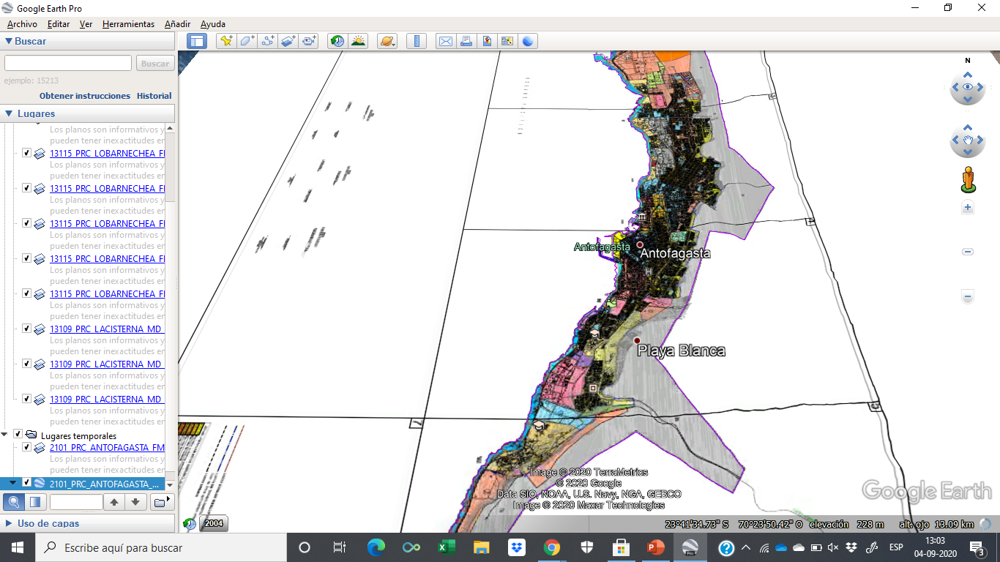 Google Earth Pro
Archivo Editar Ver Herramientas Añadir Ayuda
Buscar
Buscar
ejemplo: 15213
Obtener instrucciones Historial
Lugares
Los planos son informativos y
pueden tener inexactitudes en
13115_PRC_LOBARNECHEA_FI
Los planos son informativos y
pueden tener inexactitudes en
13115_PRC_LOBARNECHEA_FI
Los planos son informativos y
pueden tener inexactitudes en
13115_PRC_LOBARNECHEA_FI
Los planos son informativos y
pueden tener inexactitudes en
13115_PRC_LOBARNECHEA_FI
Los planos son informativos y
pueden tener inexactitudes en
13115_PRC_LOBARNECHEA_FI
Los planos son informativos y
pueden tener inexactitudes en
13109_PRC_LACISTERNA_MD_
Los planos son informativos y
pueden tener inexactitudes en
13109_PRC_LACISTERNA_MD_
Los planos son informativos y
pueden tener inexactitudes en
13109_PRC_LACISTERNA_MD_
Los planos son informativos y
pueden tener inexactitudes en
Lugares temporales
2101_PRC_ANTOFAGASTA_FM
Los planos son informativos y
pueden tener inexactitudes en
2101_PRC_ANTOFAGASTA_...
Uso de capas
N
Antofagasta
Antofagasta
H
Playa Blanca
Image © 2020 TerraMetrics
© 2020 Google
Data SIO, NOAA, U.S. Navy, NGA, GEBCO
Image © 2020 Maxar Technologies
Google Earth
2004
23°41'34.73" S 70°23'50.42" O elevación 228 m alt. ojo 13.09 km
Escribe aquí para buscar
ESP
13:03
04-09-2020
3